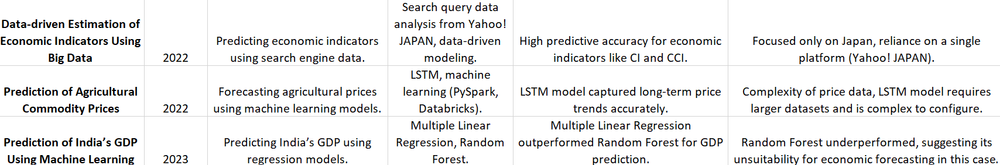 Data-driven Estimation of
Economic Indicators Using
Big Data
2022
Predicting economic indicators
using search engine data.
Search query data
analysis from Yahoo!
JAPAN, data-driven
modeling.
High predictive accuracy for economic
indicators like CI and CCI.
Focused only on Japan, reliance on a single
platform (Yahoo! JAPAN).
Prediction of Agricultural
Commodity Prices
2022
Forecasting agricultural prices
using machine learning models.
LSTM, machine
learning (PySpark,
Databricks).
LSTM model captured long-term price
trends accurately.
Complexity of price data, LSTM model requires
larger datasets and is complex to configure.
Prediction of India’s GDP
Using Machine Learning
2023
Predicting India’s GDP using
regression models.
Multiple Linear
Regression, Random
Forest.
Multiple Linear Regression
outperformed Random Forest for GDP
prediction.
Random Forest underperformed, suggesting its
unsuitability for economic forecasting in this case.